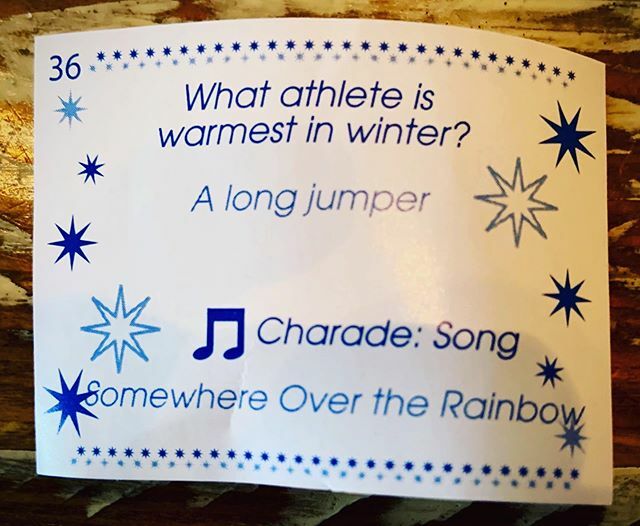 36
What athlete is
warmest in winter?
A long jumper
Charade: Song
Somewhere Over the Rainbow